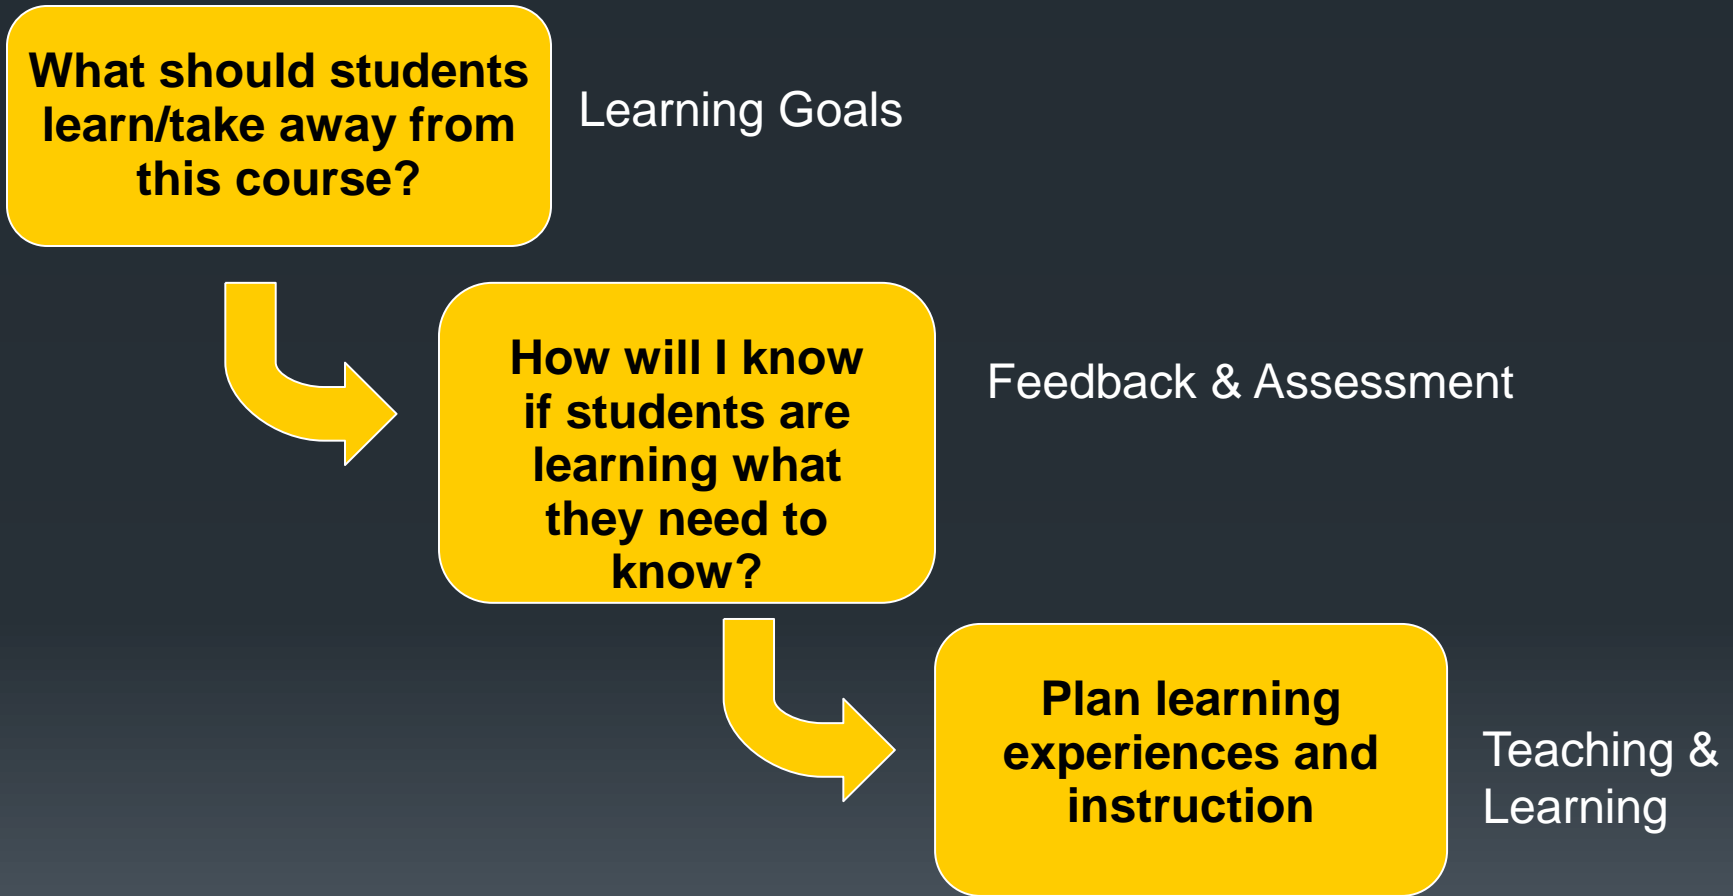 What should students
learn/take away from
this course?
Learning Goals
How will I know
if students are
learning what
they need to
know?
Feedback & Assessment
Plan learning
experiences and
instruction
Teaching &
Learning